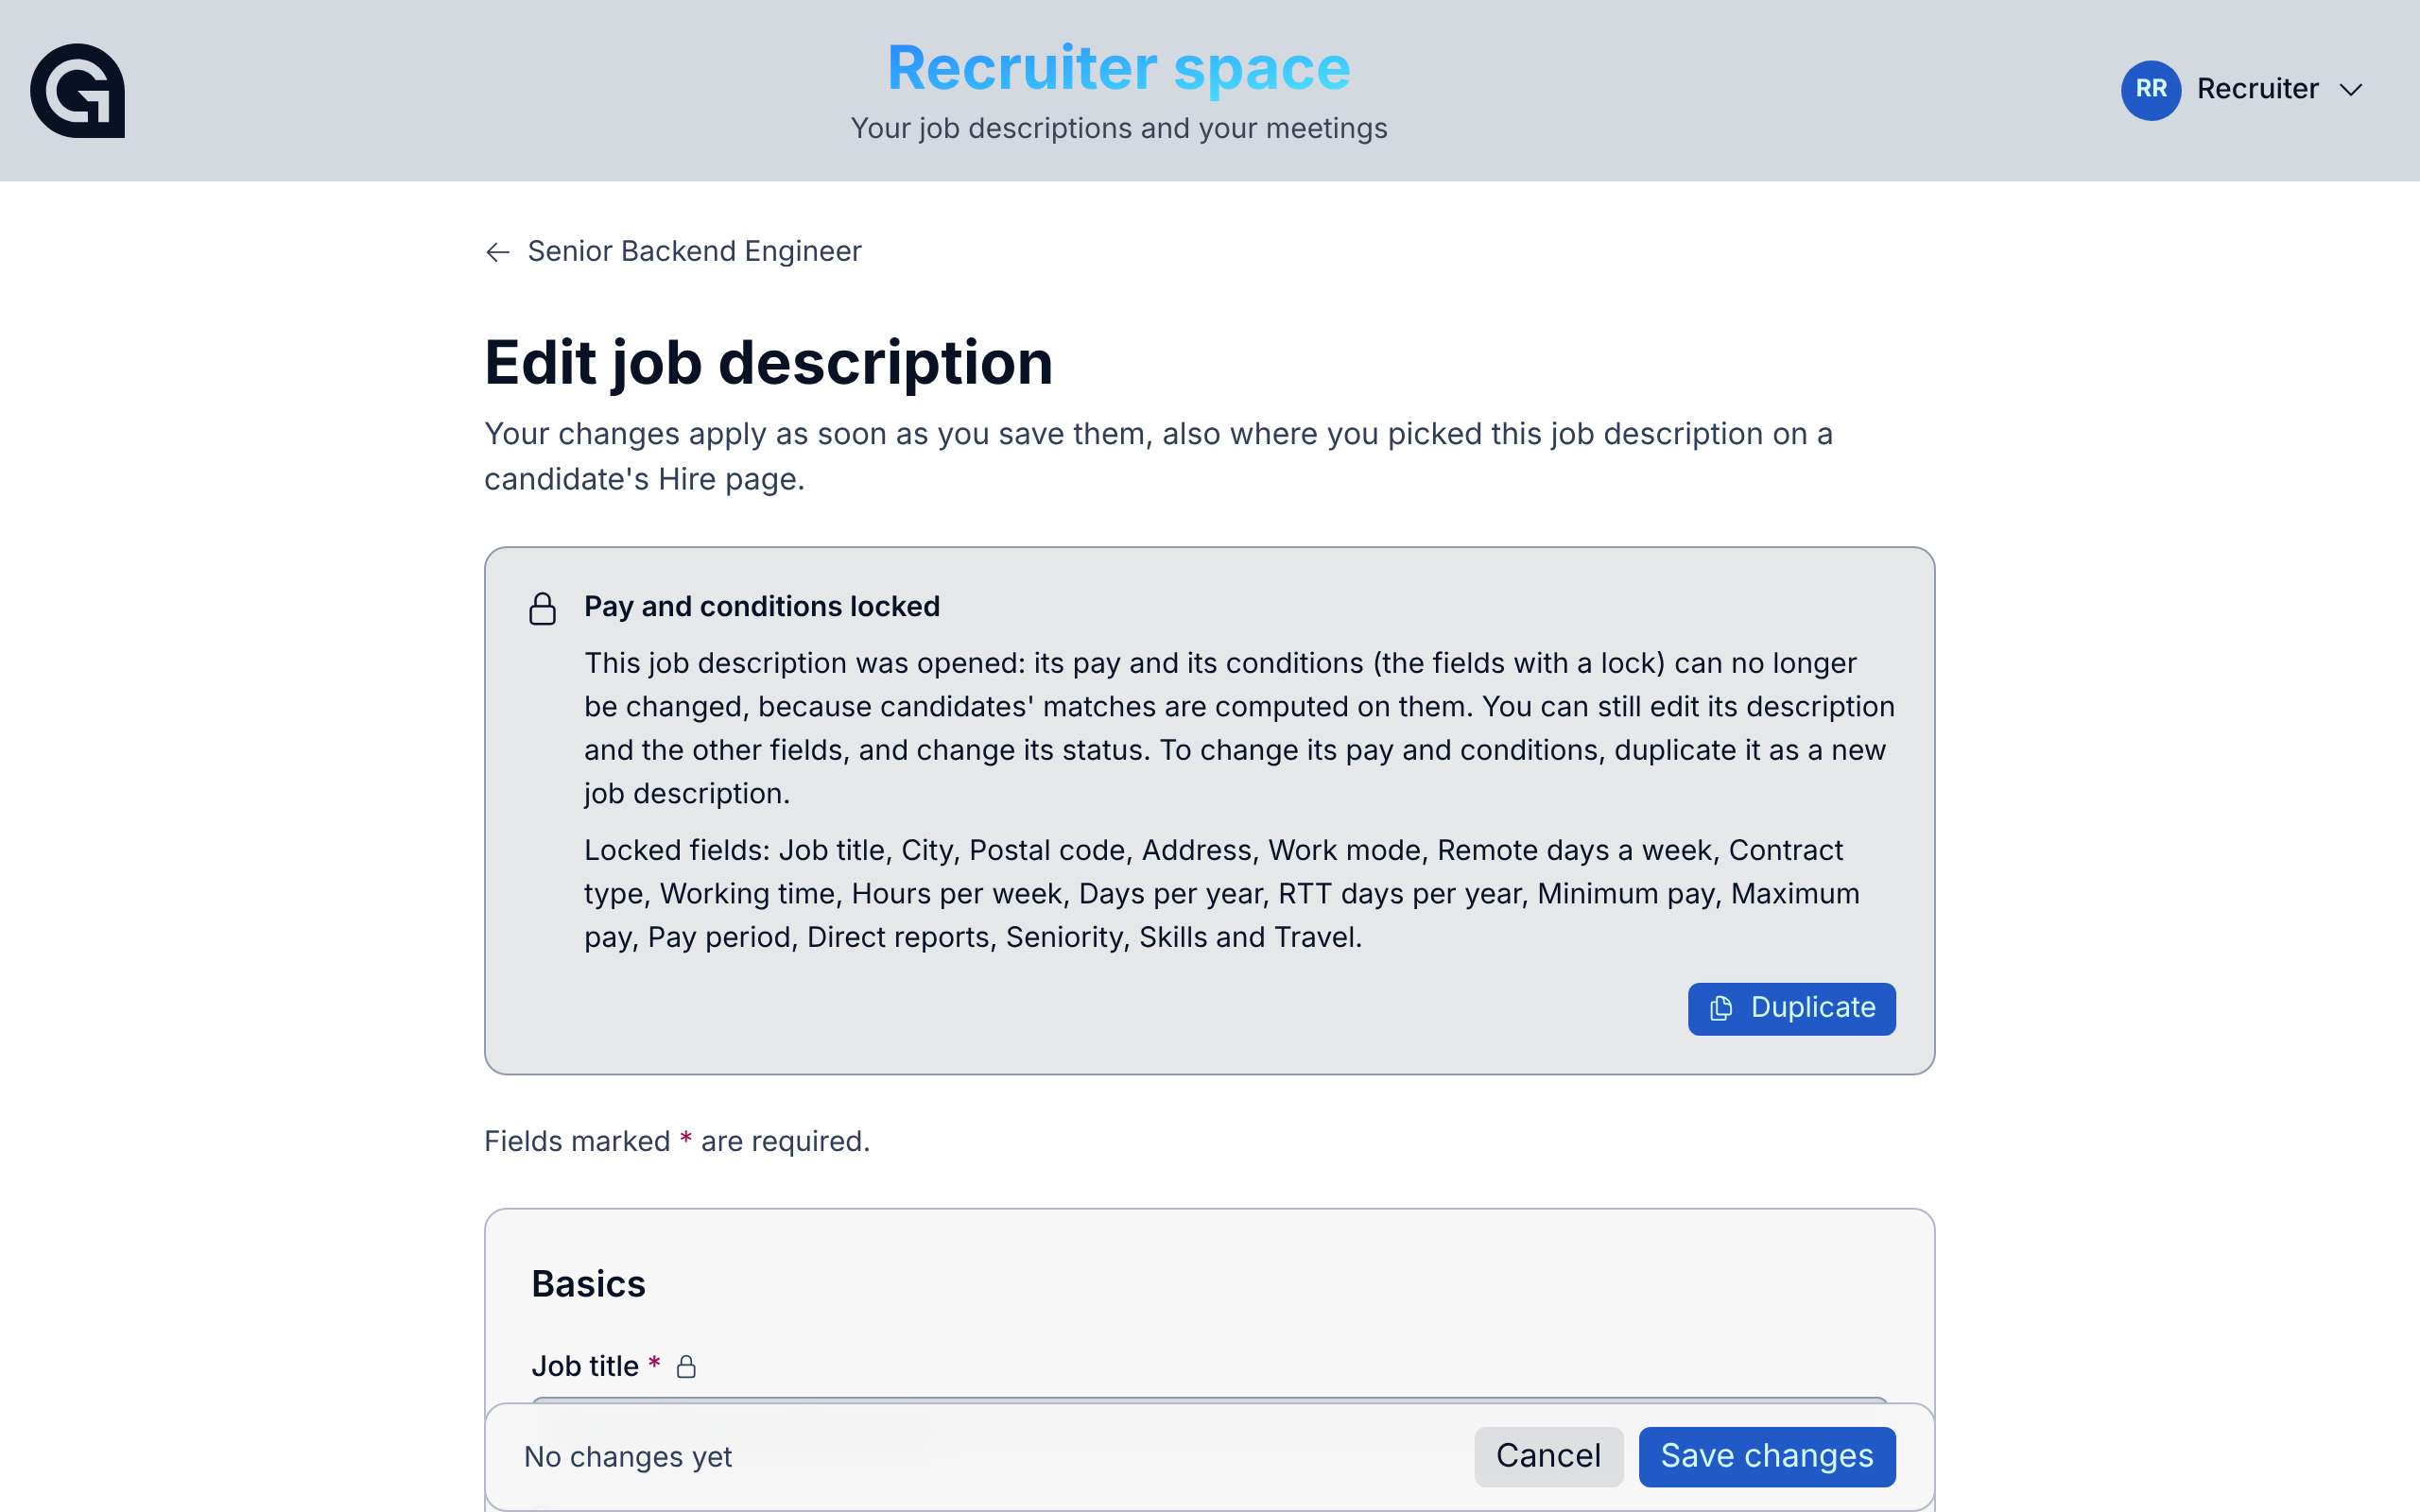 Recruiter space
Your job descriptions and your meetings
RR Recruiter
Senior Backend Engineer
Edit job description
Your changes apply as soon as you save them, also where you picked this job description on a
candidate's Hire page.
Pay and conditions locked
This job description was opened: its pay and its conditions (the fields with a lock) can no longer
be changed, because candidates' matches are computed on them. You can still edit its description
and the other fields, and change its status. To change its pay and conditions, duplicate it as a new
job description.
Locked fields: Job title, City, Postal code, Address, Work mode, Remote days a week, Contract
type, Working time, Hours per week, Days per year, RTT days per year, Minimum pay, Maximum
pay, Pay period, Direct reports, Seniority, Skills and Travel.
Duplicate
Fields marked * are required.
Basics
Job title *
No changes yet
Cancel
Save changes